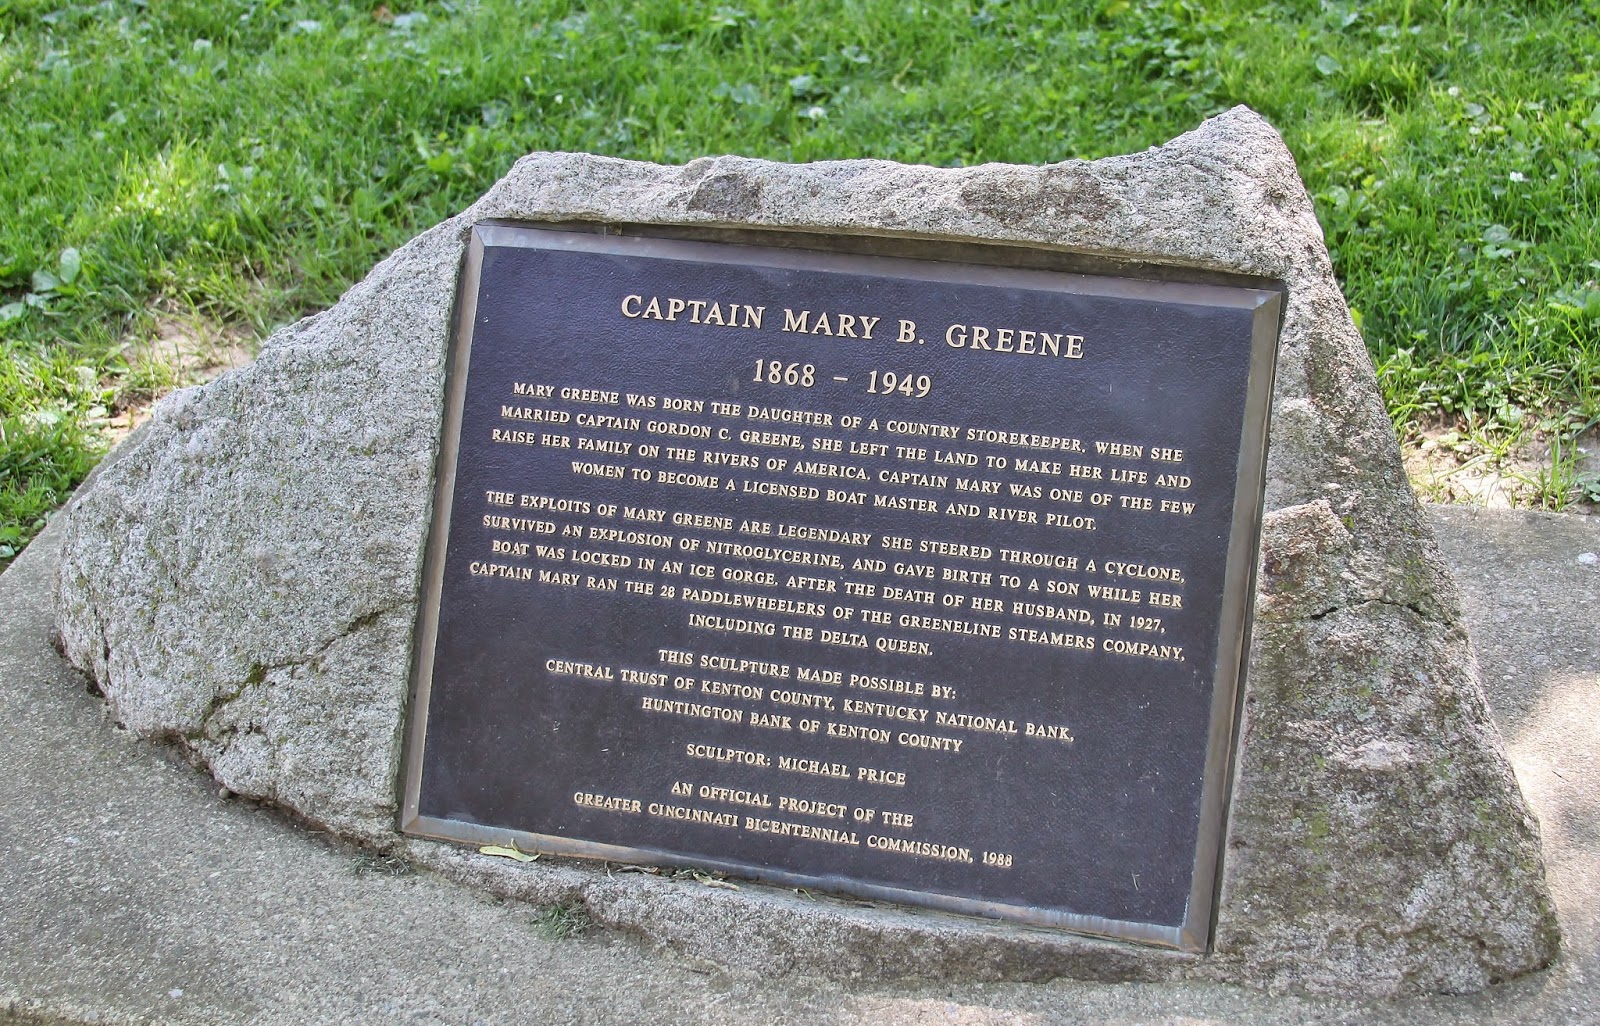 CAPTAIN MARY B. GREENE
1868 – 1949
MARY GREENE WAS BORN THE DAUGHTER OF A COUNTRY STOREKEEPER. WHEN SHE
MARRIED CAPTAIN GORDON C. GREENE, SHE LEFT THE LAND TO MAKE HER LIFE AND
RAISE HER FAMILY ON THE RIVERS OF AMERICA. CAPTAIN MARY WAS ONE OF THE FEW
WOMEN TO BECOME A LICENSED BOAT MASTER AND RIVER PILOT.
THE EXPLOITS OF MARY GREENE ARE LEGENDARY SHE STEERED THROUGH A CYCLONE,
SURVIVED AN EXPLOSION OF NITROGLYCERINE, AND GAVE BIRTH TO A SON WHILE HER
BOAT WAS LOCKED IN AN ICE GORGE. AFTER THE DEATH OF HER HUSBAND, IN 1927,
CAPTAIN MARY RAN THE 28 PADDLEWHEELERS OF THE GREENELINE STEAMERS COMPANY,
INCLUDING THE DELTA QUEEN.
THIS SCULPTURE MADE POSSIBLE BY:
CENTRAL TRUST OF KENTON COUNTY, KENTUCKY NATIONAL BANK,
HUNTINGTON BANK OF KENTON COUNTY
SCULPTOR: MICHAEL PRICE
AN OFFICIAL PROJECT OF THE
GREATER CINCINNATI BICENTENNIAL COMMISSION, 1988